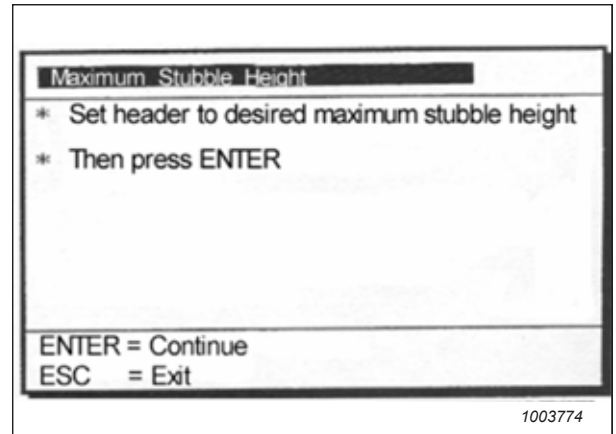 Maximum Stubble Height
* Set header to desired maximum stubble height
* Then press ENTER
ENTER = Continue
ESC = Exit
1003774